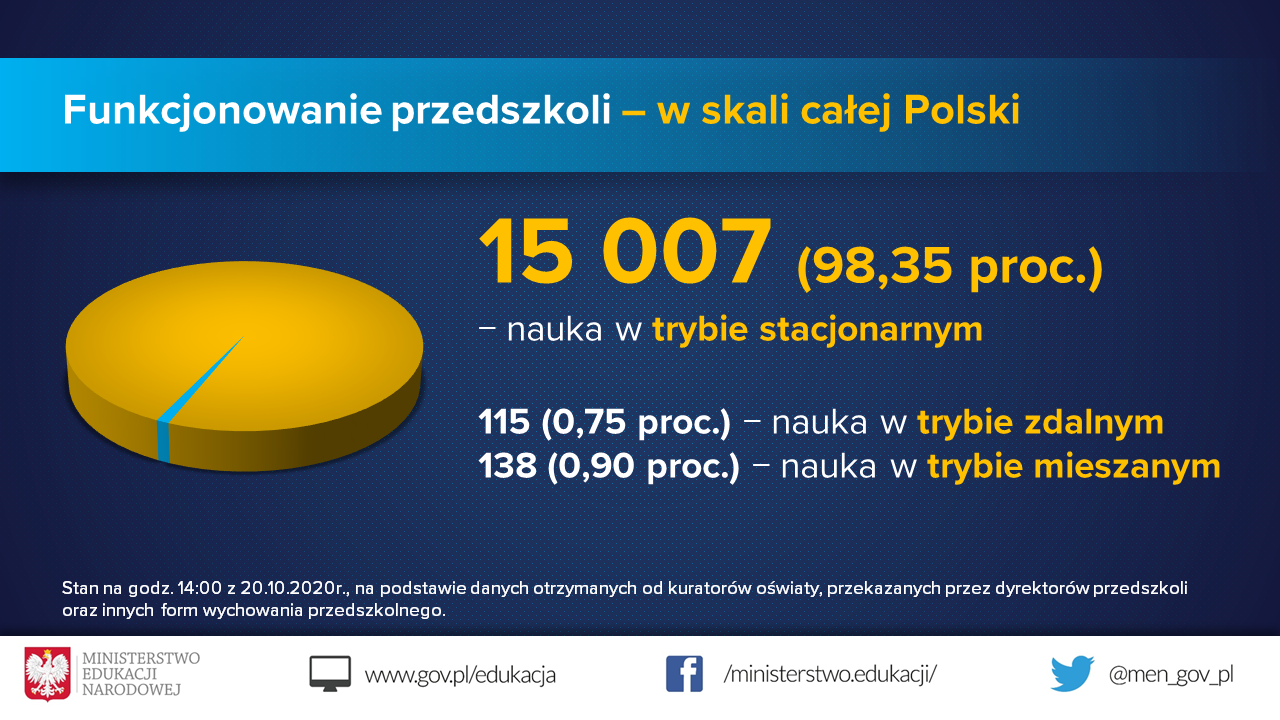 Funkcjonowanie przedszkoli – w skali całej Polski
15 007 (98,35 proc.)
– nauka w trybie stacjonarnym
115 (0,75 proc.) – nauka w trybie zdalnym
138 (0,90 proc.) – nauka w trybie mieszanym
Stan na godz. 14:00 z 20.10.2020r., na podstawie danych otrzymanych od kuratorów oświaty, przekazanych przez dyrektorów przedszkoli
oraz innych form wychowania przedszkolnego.
MINISTERSTWO
EDUKACJI
NARODOWEJ
www.gov.pl/edukacja
/ministerstwo.edukacji/
@men_gov_pl